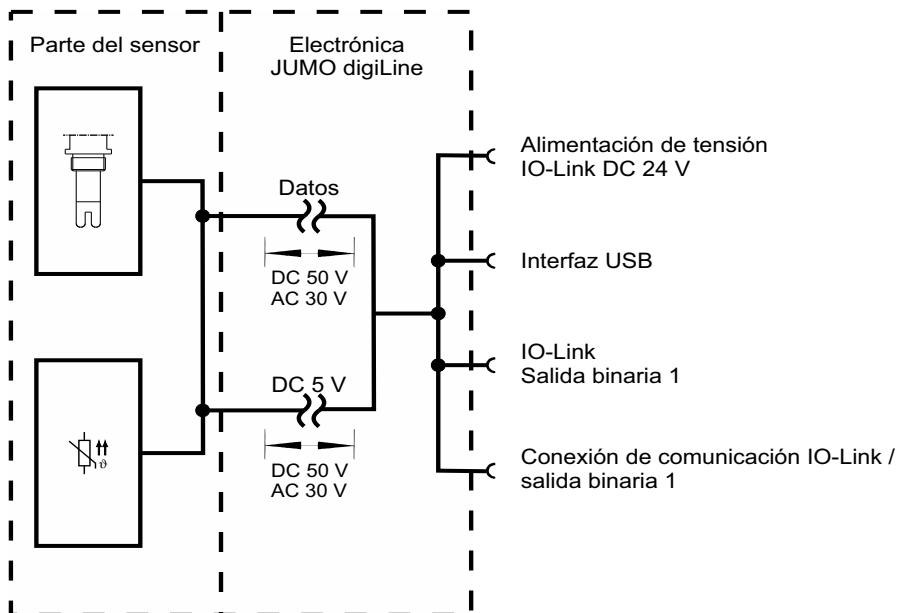 Parte del sensor
Electrónica
JUMO digiLine
Alimentación de tensión
IO-Link DC 24 V
Datos
DC 50 V
AC 30 V
Interfaz USB
IO-Link
Salida binaria 1
DC 5 V
DC 50 V
AC 30 V
Conexión de comunicación IO-Link /
salida binaria 1
ϑ